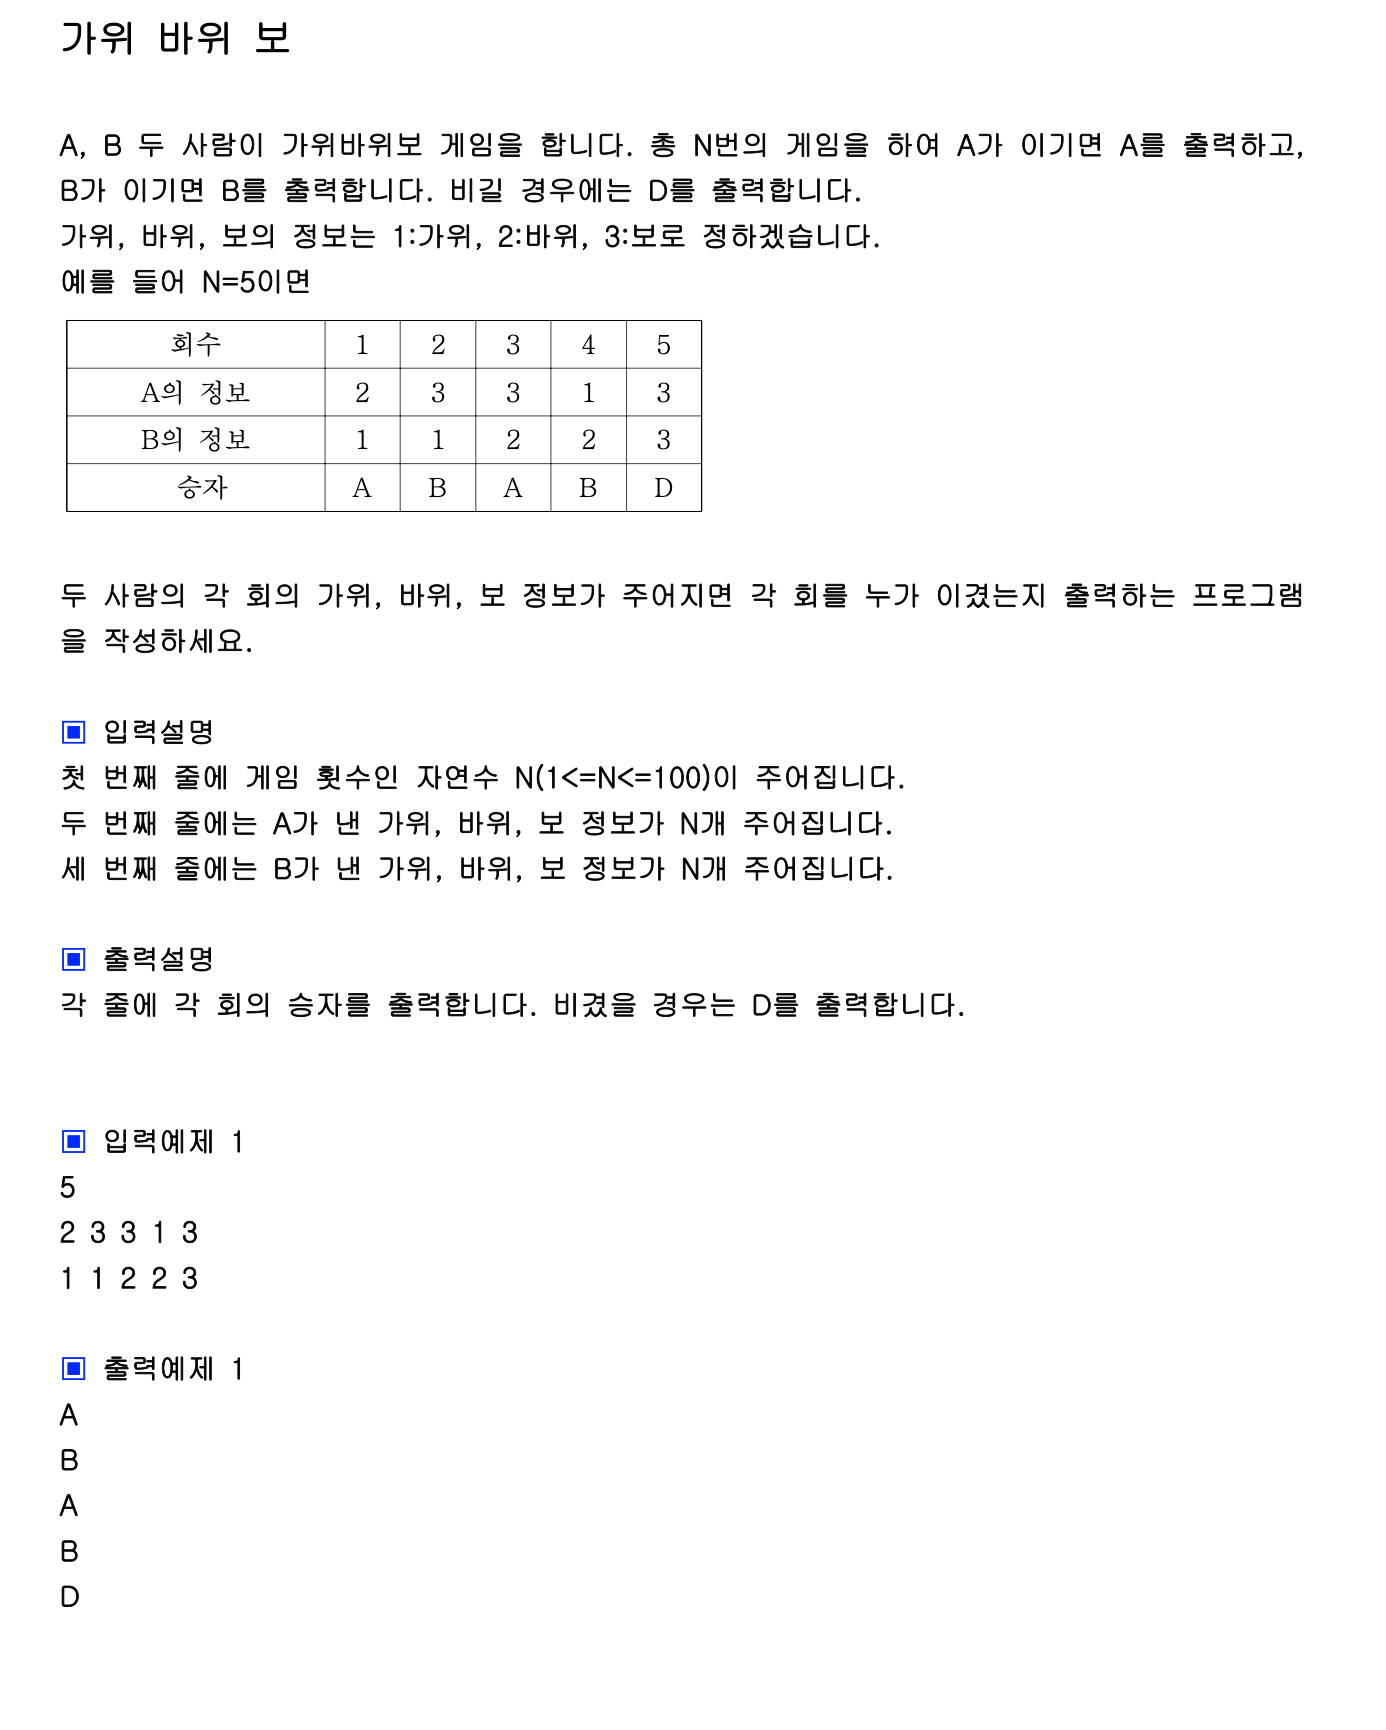 가위 바위 보
A, B 두 사람이 가위바위보 게임을 합니다. 총 N번의 게임을 하여 A가 이기면 A를 출력하고,
B가 이기면 B를 출력합니다. 비길 경우에는 D를 출력합니다.
가위, 바위, 보의 정보는 1:가위, 2:바위, 3:보로 정하겠습니다.
예를 들어 N=5이면
회수 1 2 3 4 5
A의 정보 2 3 3 1 3
B의 정보 1 1 2 2 3
승자 A B A B D
두 사람의 각 회의 가위, 바위, 보 정보가 주어지면 각 회를 누가 이겼는지 출력하는 프로그램
을 작성하세요.
▣ 입력설명
첫 번째 줄에 게임 횟수인 자연수 N(1<=N<=100)이 주어집니다.
두 번째 줄에는 A가 낸 가위, 바위, 보 정보가 N개 주어집니다.
세 번째 줄에는 B가 낸 가위, 바위, 보 정보가 N개 주어집니다.
▣ 출력설명
각 줄에 각 회의 승자를 출력합니다. 비겼을 경우는 D를 출력합니다.
▣ 입력예제 1
5
2 3 3 1 3
1 1 2 2 3
▣ 출력예제 1
A
B
A
B
D